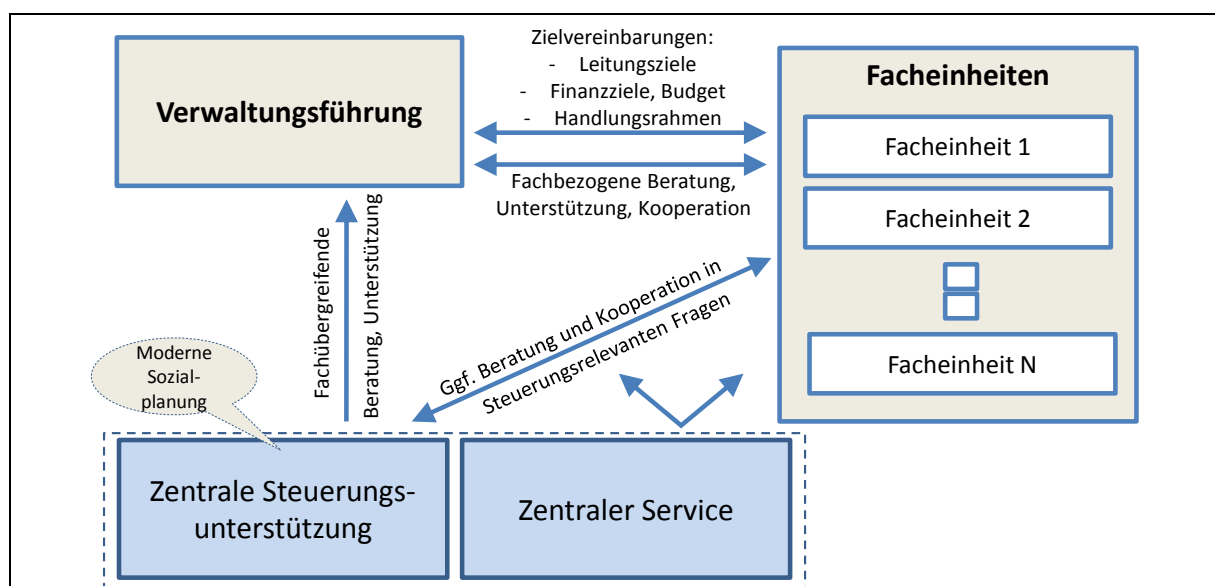 Verwaltungsführung
Zielvereinbarungen:
- Leitungsziele
- Finanzziele, Budget
- Handlungsrahmen
Fachbezogene Beratung,
Unterstützung, Kooperation
Facheinheiten
Facheinheit 1
Facheinheit 2
Facheinheit N
Fachübergreifende
Beratung, Unterstützung
Ggf. Beratung und Kooperation in
Steuerungsrelevanten Fragen
Moderne
Sozial-
planung
Zentrale Steuerungs-
unterstützung
Zentraler Service